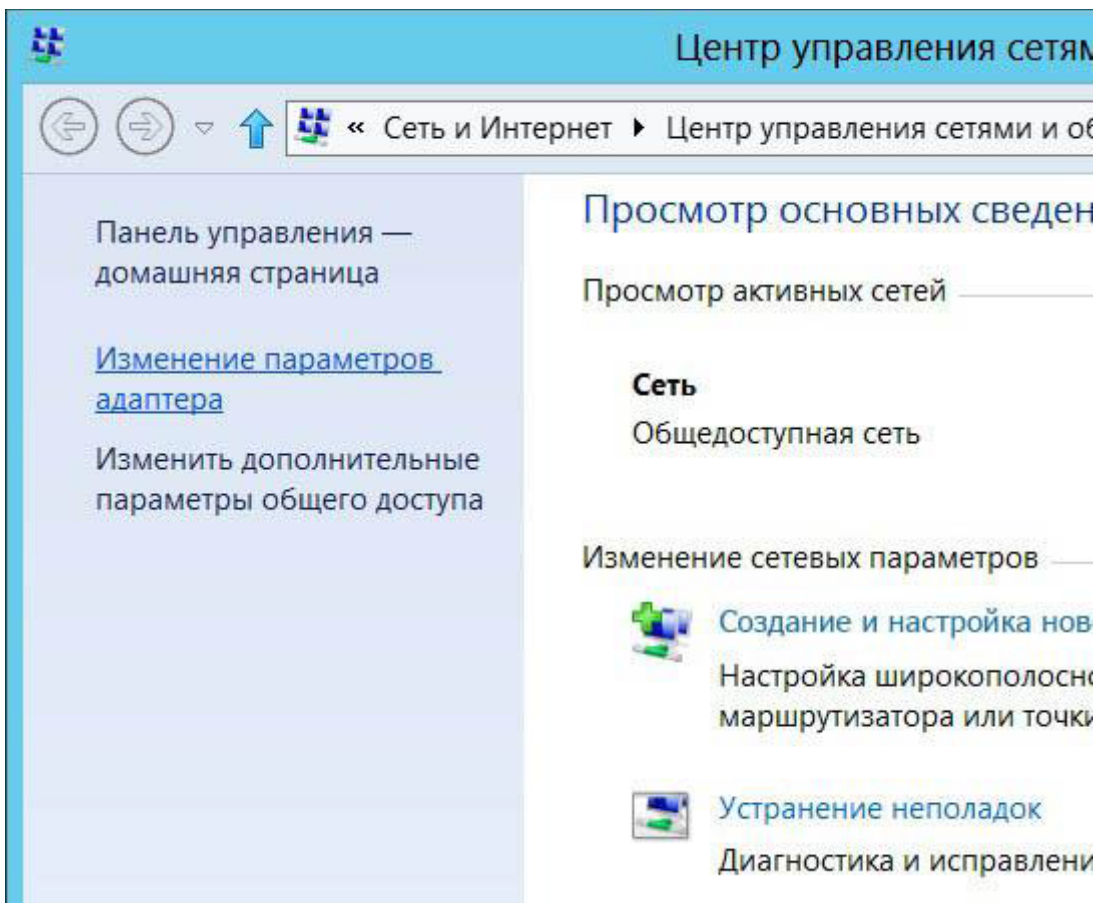 Центр управления сетям
« Сеть и Интернет ▸ Центр управления сетями и об
Панель управления —
домашняя страница
Изменение параметров
адаптера
Изменить дополнительные
параметры общего доступа
Просмотр основных сведен
Просмотр активных сетей
Сеть
Общедоступная сеть
Изменение сетевых параметров
Создание и настройка нов
Настройка широкополосно
маршрутизатора или точки
Устранение неполадок
Диагностика и исправлени